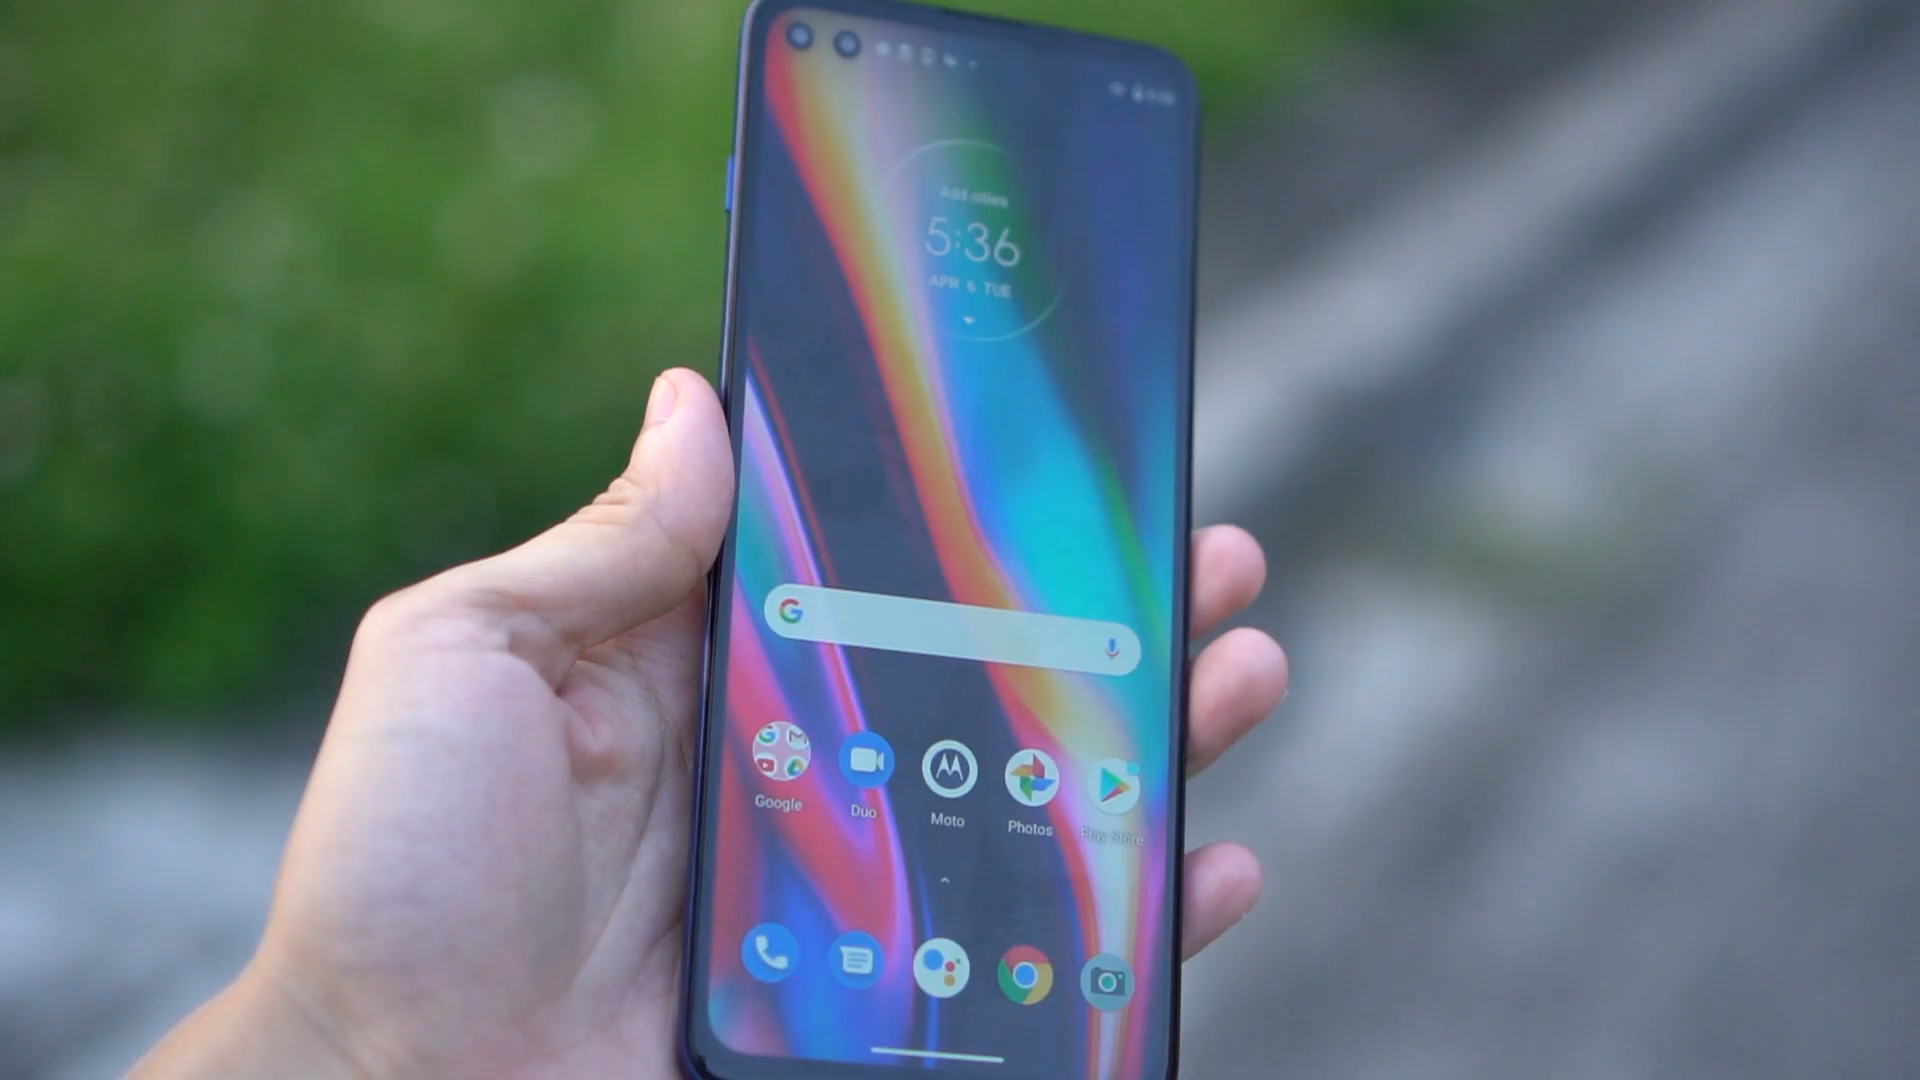 Add cities
5:36
APR 6 TUE
Google
Duo
Moto
Photos
Play Store